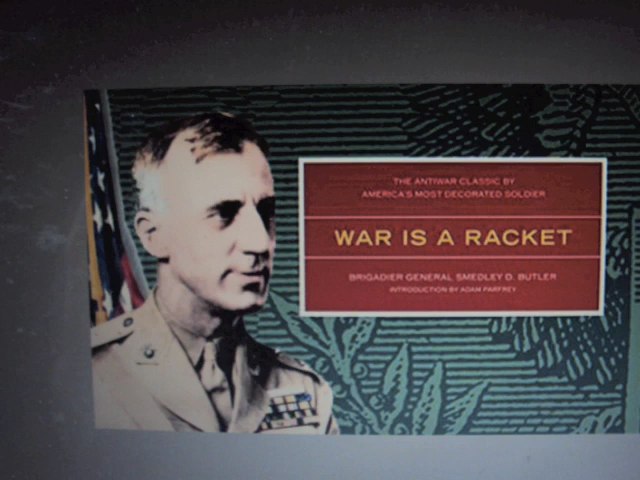 THE ANTIWAR CLASSIC BY
AMERICA'S MOST DECORATED SOLDIER
WAR IS A RACKET
BRIGADIER GENERAL SMEDLEY D. BUTLER
INTRODUCTION BY ADAM PARFREY